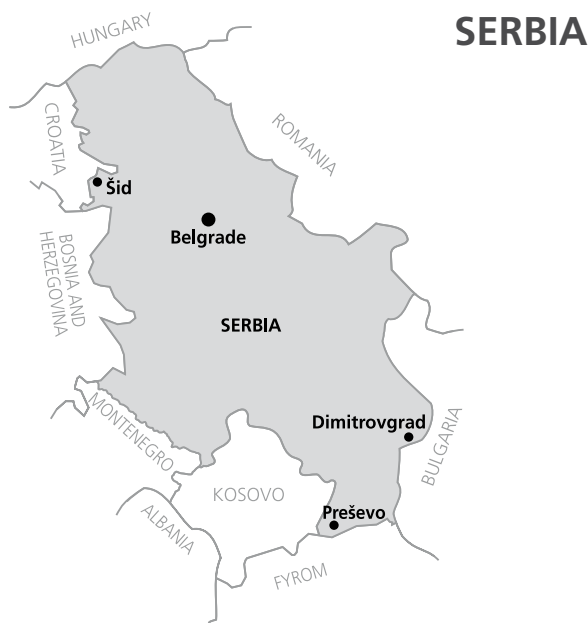 SERBIA
HUNGARY
CROATIA
ROMANIA
Šid
Belgrade
BOSNIA AND
HERZEGOVINA
SERBIA
MONTENEGRO
Dimitrovgrad
BULGARIA
KOSOVO
Preševo
ALBANIA
FYROM